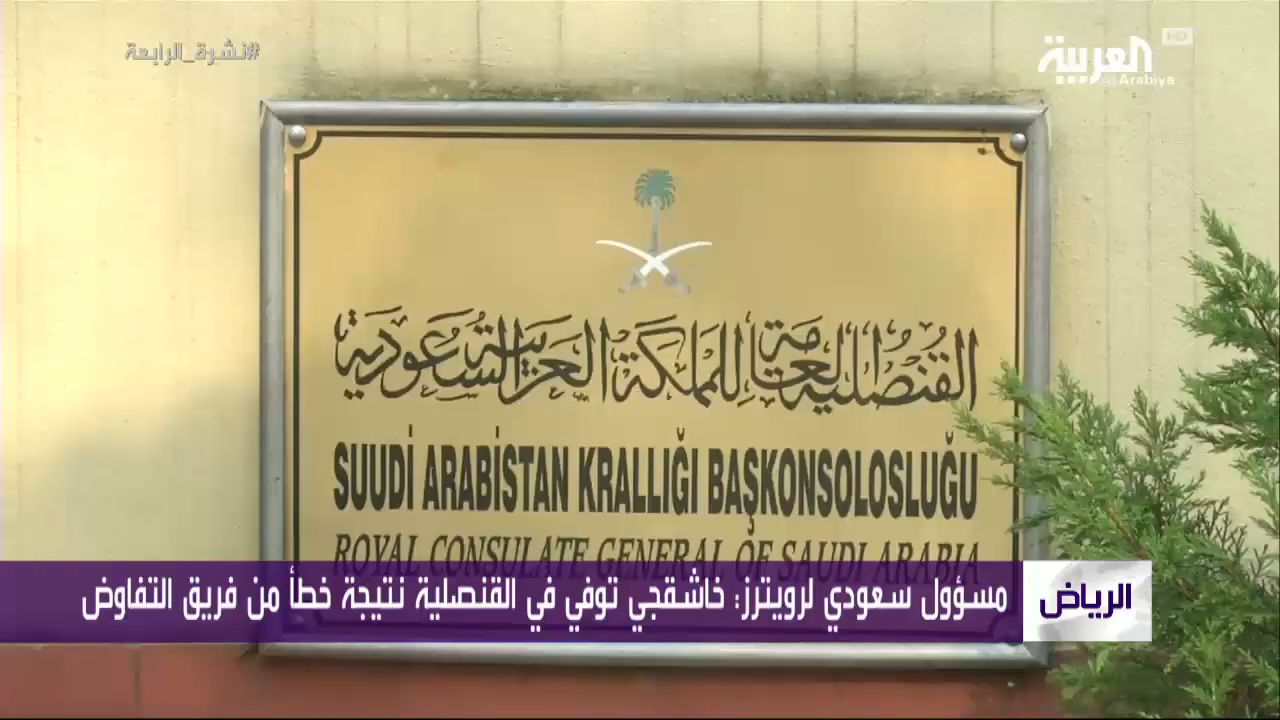 #نشرة_الرابعة
HD
العربية
Al Arabiya
القنصلية العامة للمملكة العربية السعودية
SUUDİ ARABİSTAN KRALLIĞI BAŞKONSOLOSLUĞU
ROYAL CONSULATE GENERAL OF SAUDI ARABIA
الرياض
مسؤول سعودي لرويترز: خاشقجي توفي في القنصلية نتيجة خطأ من فريق التفاوض